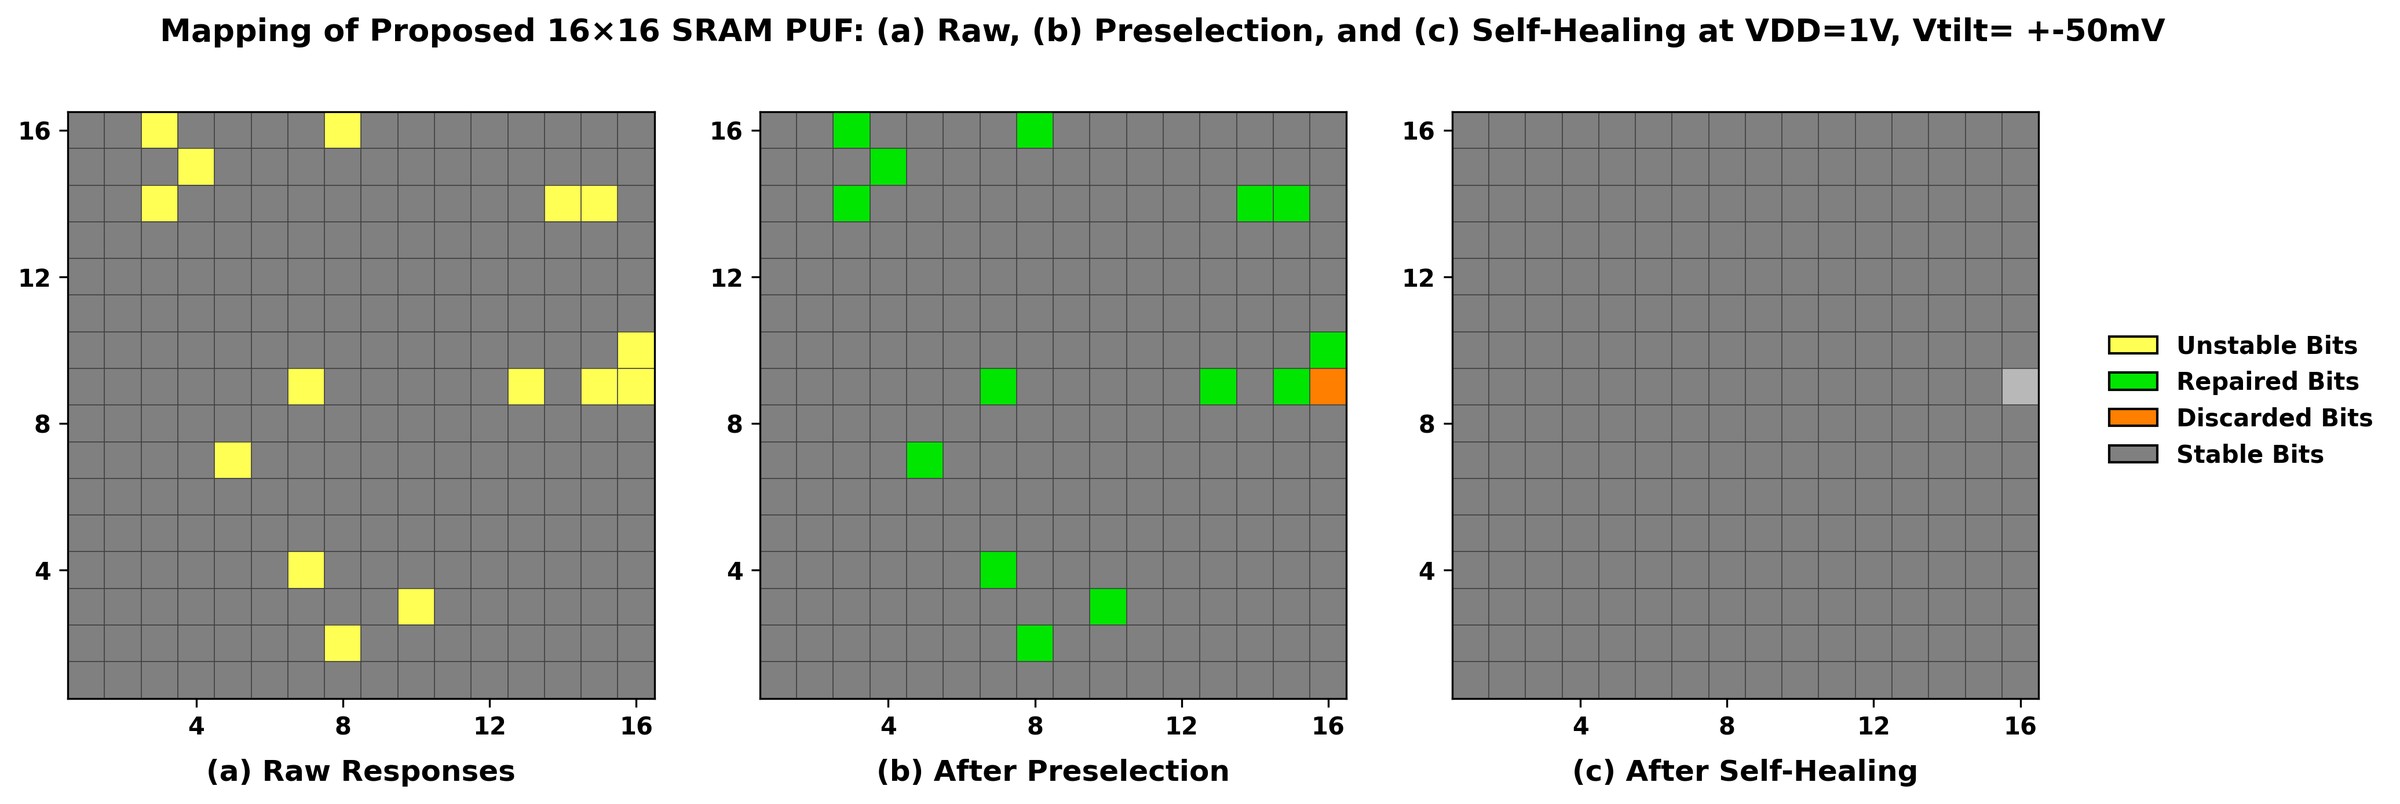 Mapping of Proposed 16×16 SRAM PUF: (a) Raw, (b) Preselection, and (c) Self-Healing at VDD=1V, Vtilt= +-50mV
16
12
8
4
4 8 12 16
(a) Raw Responses
16
12
8
4
4 8 12 16
(b) After Preselection
16
12
8
4
4 8 12 16
(c) After Self-Healing
Unstable Bits
Repaired Bits
Discarded Bits
Stable Bits